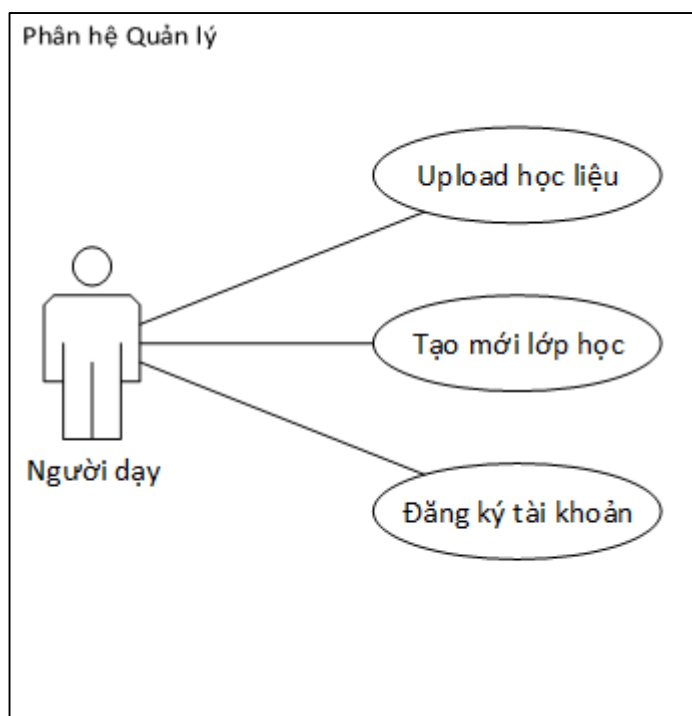 Phân hệ Quản lý
Upload học liệu
Tạo mới lớp học
Người dạy
Đăng ký tài khoản